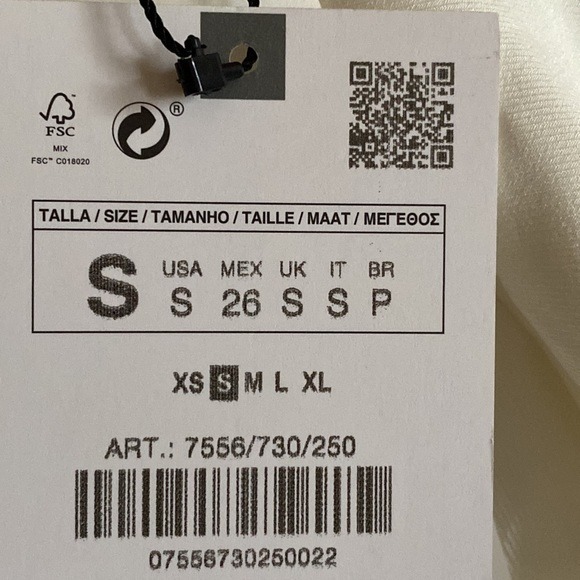 FSC
MIX
FSC™ C018020
®
TALLA / SIZE / TAMANHO / TAILLE / MAAT / ΜΕΓΕΘΟΣ
S USA MEX UK IT BR
S 26 S S P
XS S M L XL
ART.: 7556/730/250
07556730250022